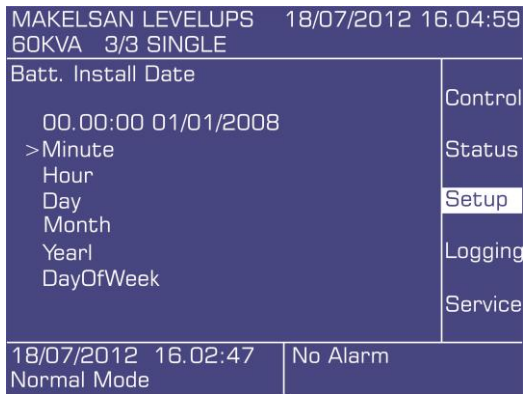 MAKELSAN LEVELUPS 18/07/2012 16.04:59
60KVA 3/3 SINGLE
Batt. Install Date
00.00:00 01/01/2008
>Minute
Hour
Day
Month
Yearl
DayOfWeek
Control
Status
Setup
Logging
Service
18/07/2012 16.02:47 No Alarm
Normal Mode